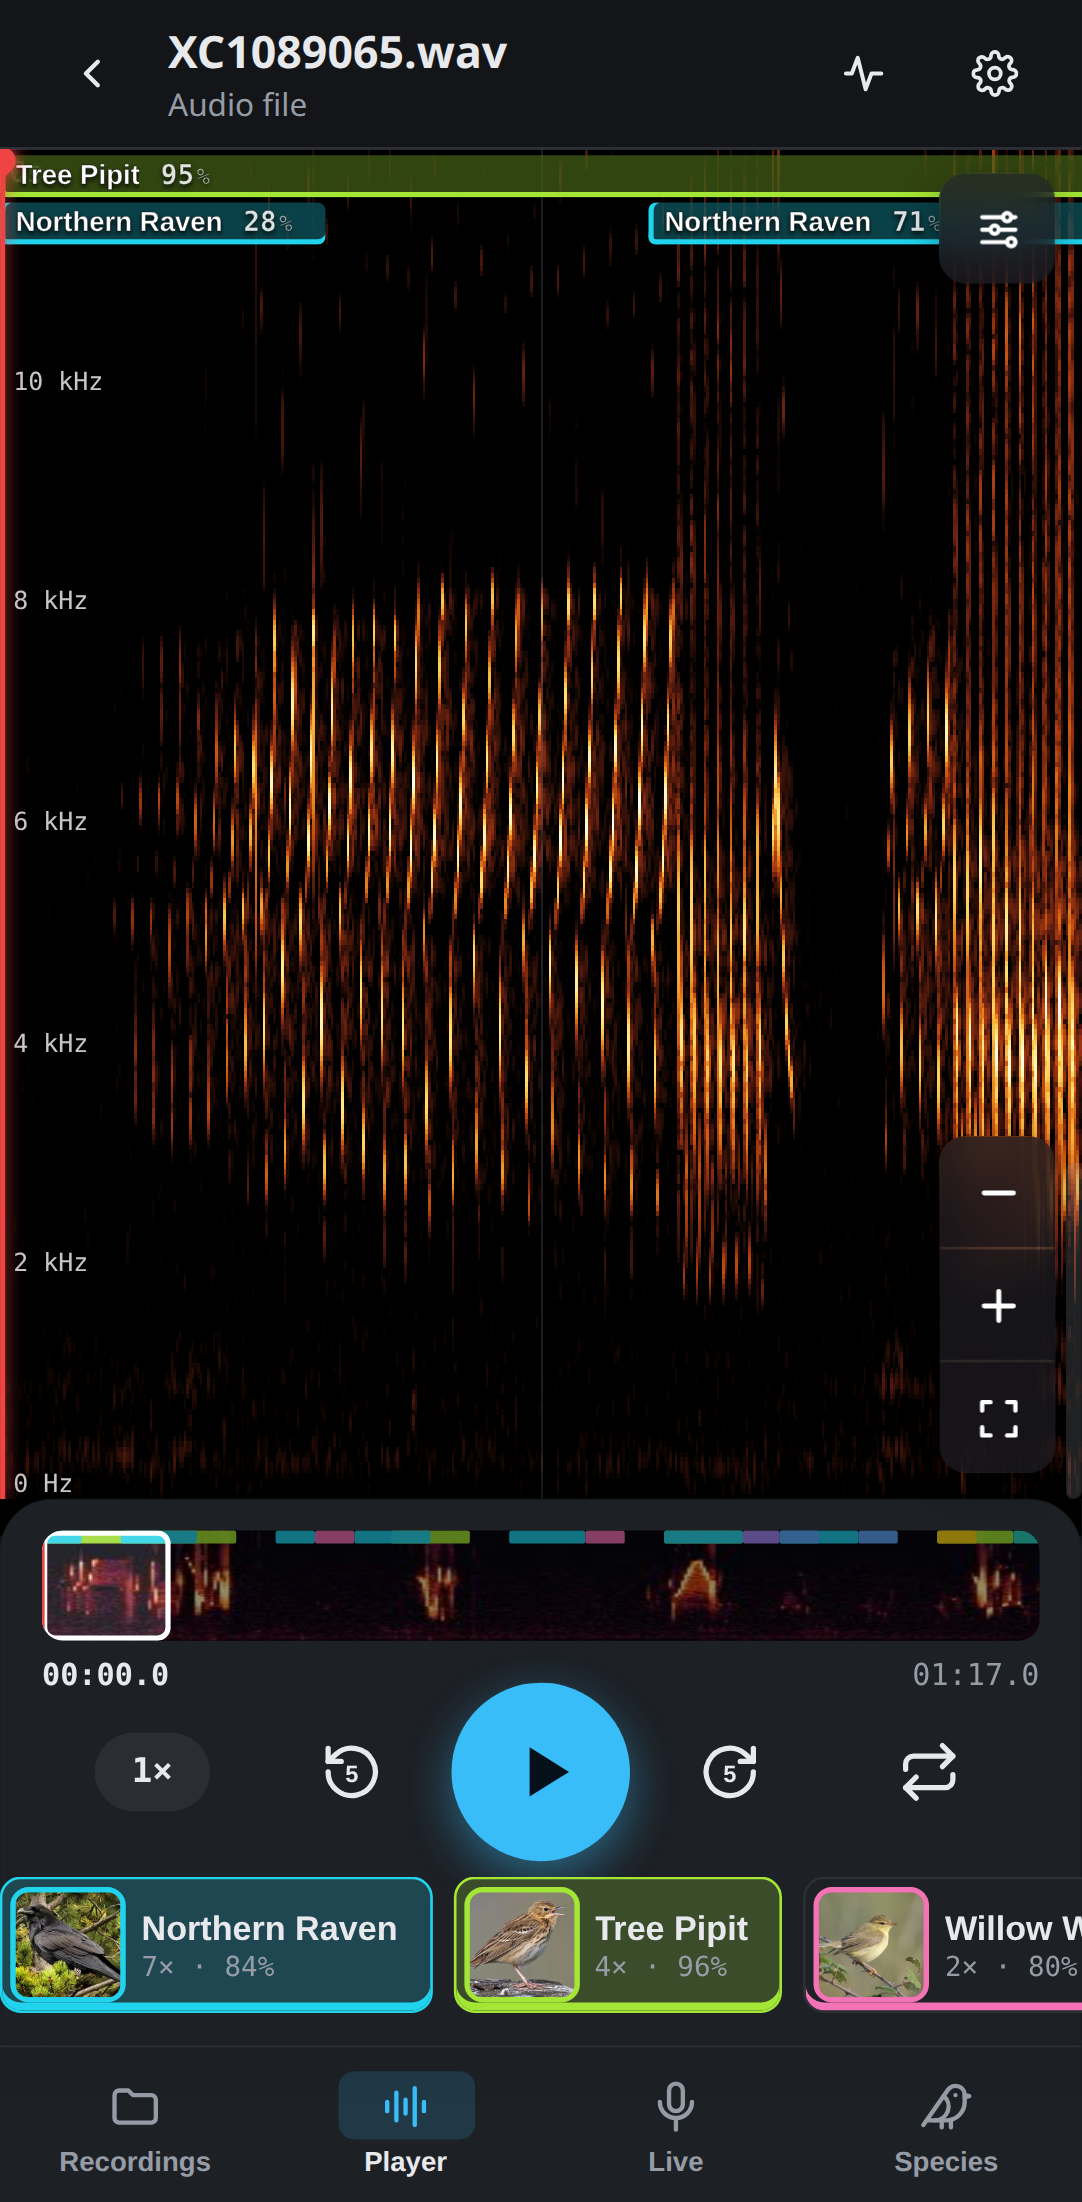 XC1089065.wav
Audio file
Tree Pipit 95%
Northern Raven 28%
Northern Raven 71%
10 kHz
8 kHz
6 kHz
4 kHz
2 kHz
0 Hz
00:00.0
01:17.0
1×
5
5
Northern Raven
7× · 84%
Tree Pipit
4× · 96%
Willow W
2× · 80%
Recordings
Player
Live
Species